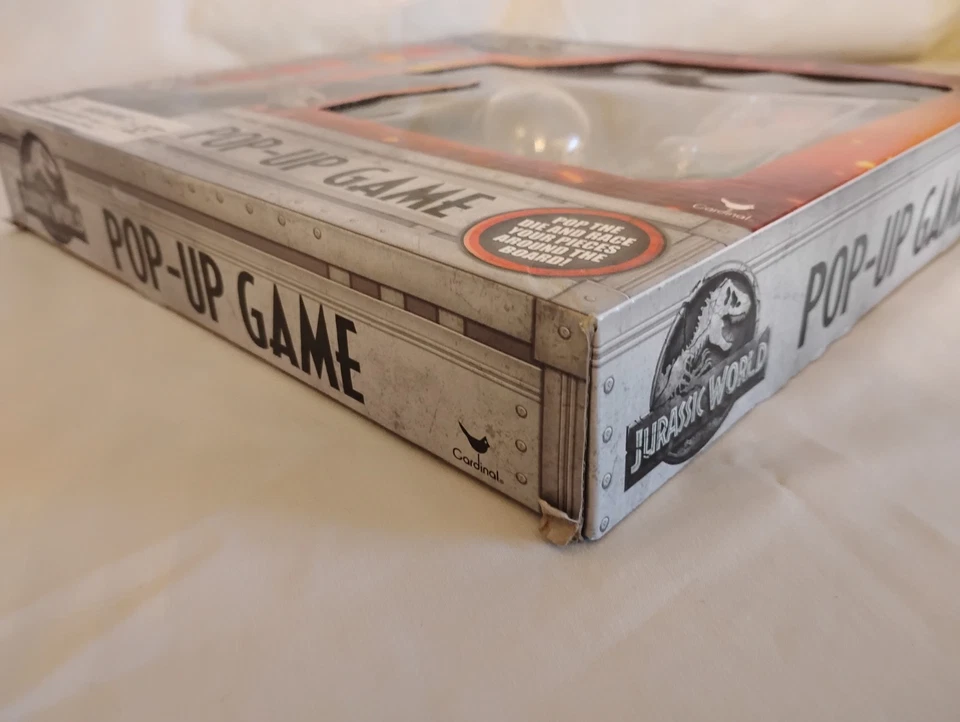 POP-UP GAME
POP THE
DIE AND RACE
YOUR PIECES
AROUND THE
BOARD!
Cardinal
POP-UP GAME
Cardinal
JURASSIC WORLD
POP-UP GAME